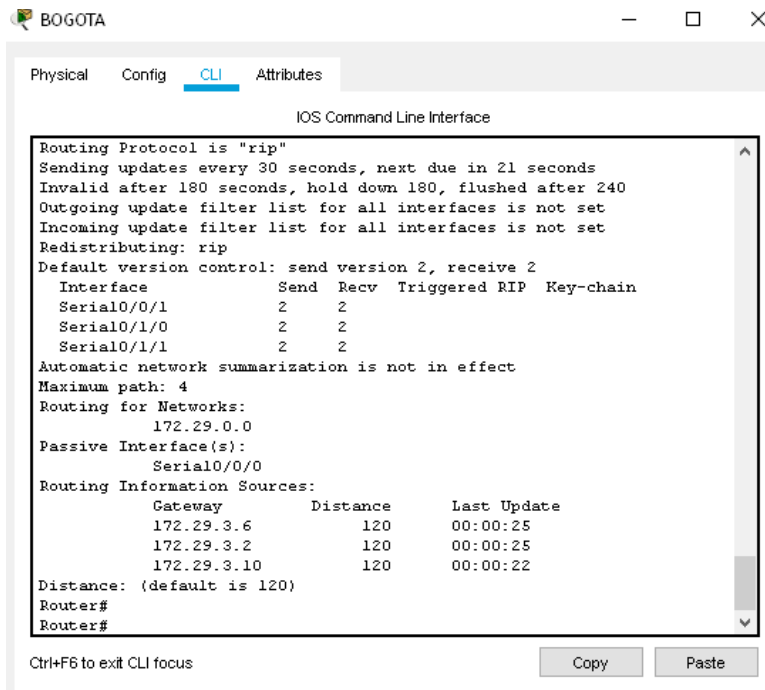 BOGOTA
Physical Config CLI Attributes
IOS Command Line Interface
Routing Protocol is "rip"
Sending updates every 30 seconds, next due in 21 seconds
Invalid after 180 seconds, hold down 180, flushed after 240
Outgoing update filter list for all interfaces is not set
Incoming update filter list for all interfaces is not set
Redistributing: rip
Default version control: send version 2, receive 2
Interface Send Recv Triggered RIP Key-chain
Serial0/0/1 2 2
Serial0/1/0 2 2
Serial0/1/1 2 2
Automatic network summarization is not in effect
Maximum path: 4
Routing for Networks:
172.29.0.0
Passive Interface(s):
Serial0/0/0
Routing Information Sources:
Gateway Distance Last Update
172.29.3.6 120 00:00:25
172.29.3.2 120 00:00:25
172.29.3.10 120 00:00:22
Distance: (default is 120)
Router#
Router#
Ctrl+F6 to exit CLI focus Copy Paste